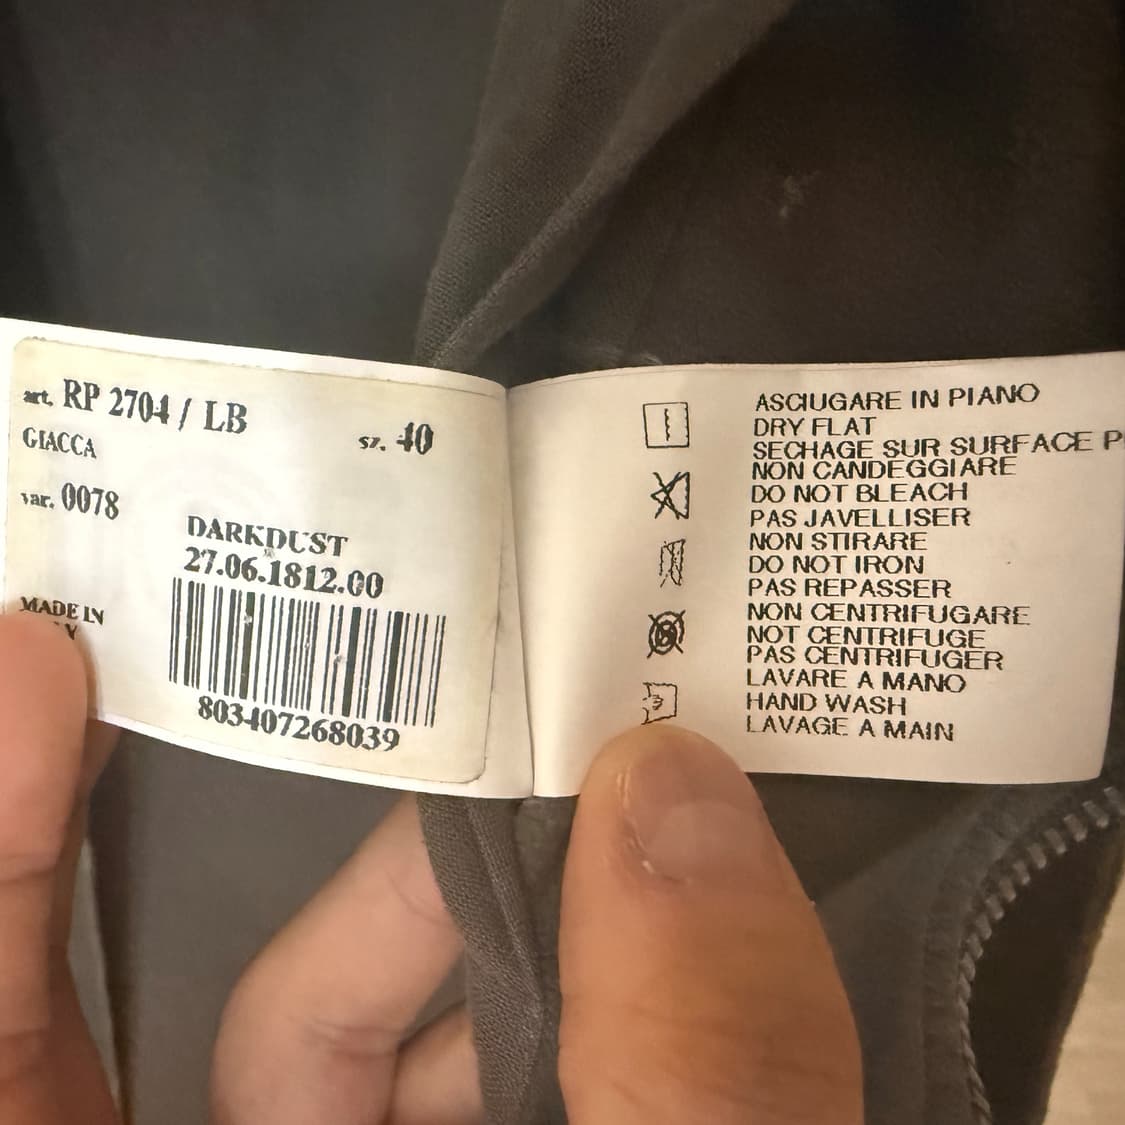 art. RP 2704 / LB
GIACCA
sz. 40
var. 0078
DARKDUST
27.06.1812.00
MADE IN
803407268039
ASCIUGARE IN PIANO
DRY FLAT
SECHAGE SUR SURFACE P
NON CANDEGGIARE
DO NOT BLEACH
PAS JAVELLISER
NON STIRARE
DO NOT IRON
PAS REPASSER
NON CENTRIFUGARE
NOT CENTRIFUGE
PAS CENTRIFUGER
LAVARE A MANO
HAND WASH
LAVAGE A MAIN